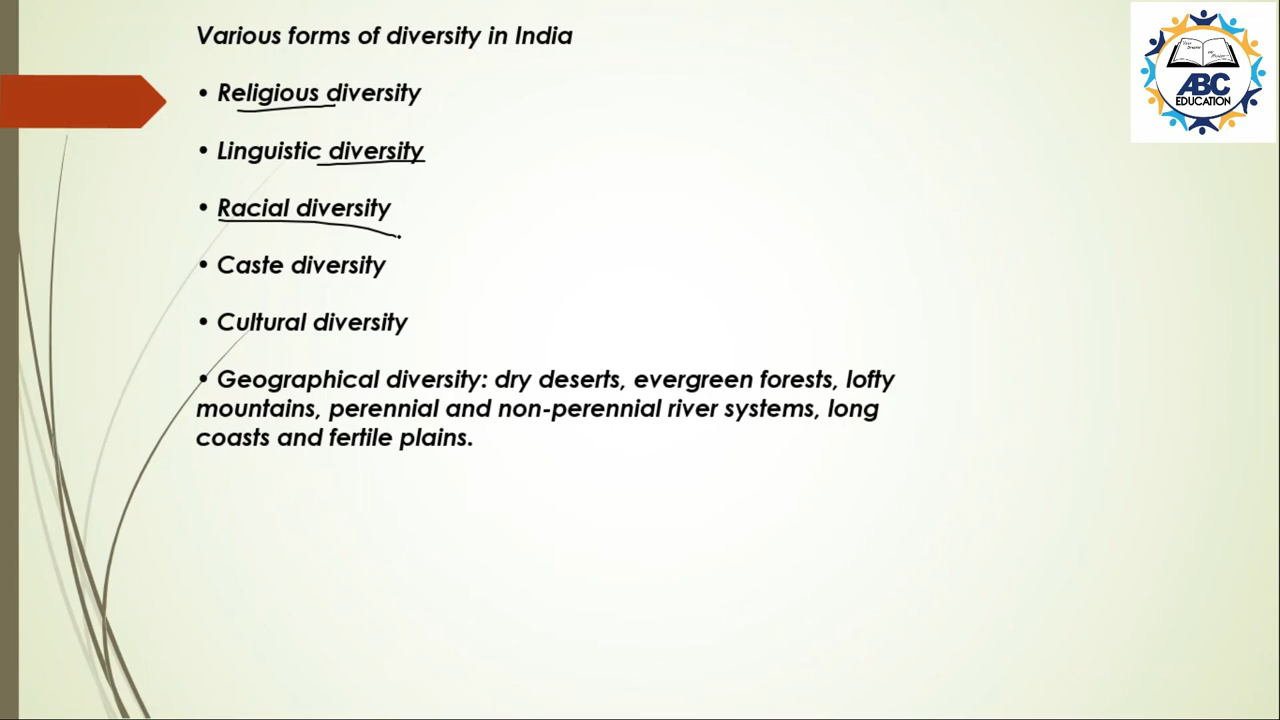 Various forms of diversity in India
• Religious diversity
• Linguistic diversity
• Racial diversity
• Caste diversity
• Cultural diversity
• Geographical diversity: dry deserts, evergreen forests, lofty
mountains, perennial and non-perennial river systems, long
coasts and fertile plains.
ABC
EDUCATION